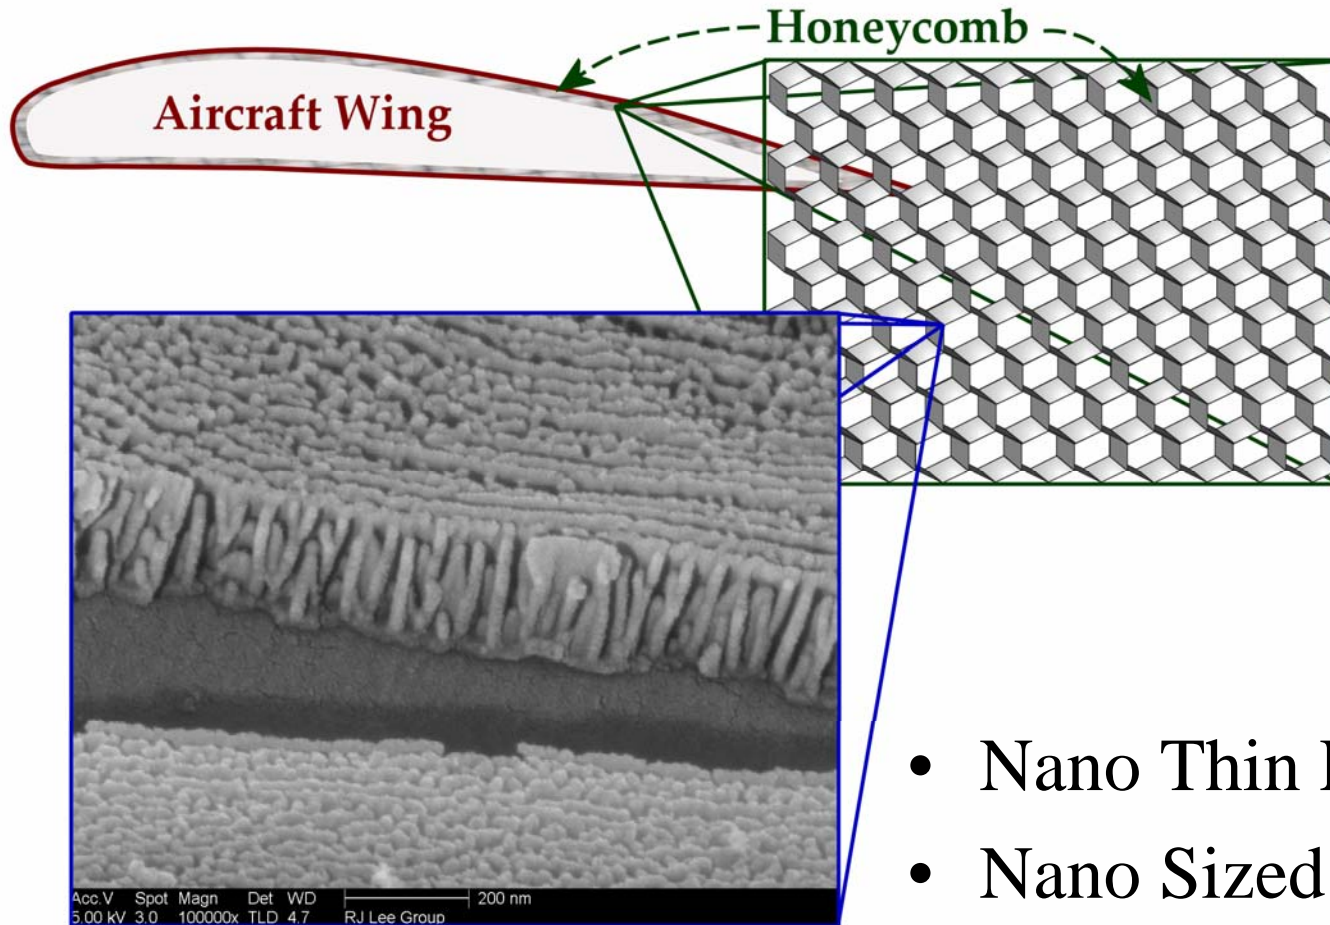 Honeycomb
Aircraft Wing
• Nano Thin
• Nano Sized
Acc.V Spot Magn Det WD 200 nm
5.00 kV 3.0 100000x TLD 4.7 RJ Lee Group